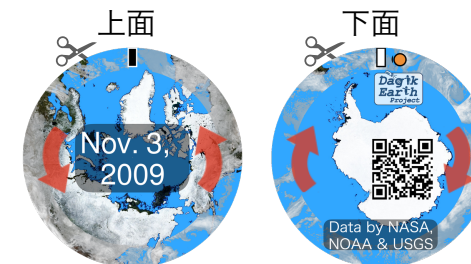 上面
下面
Nov. 3,
2009
Dagik
Earth
Project
Data by NASA,
NOAA & USGS